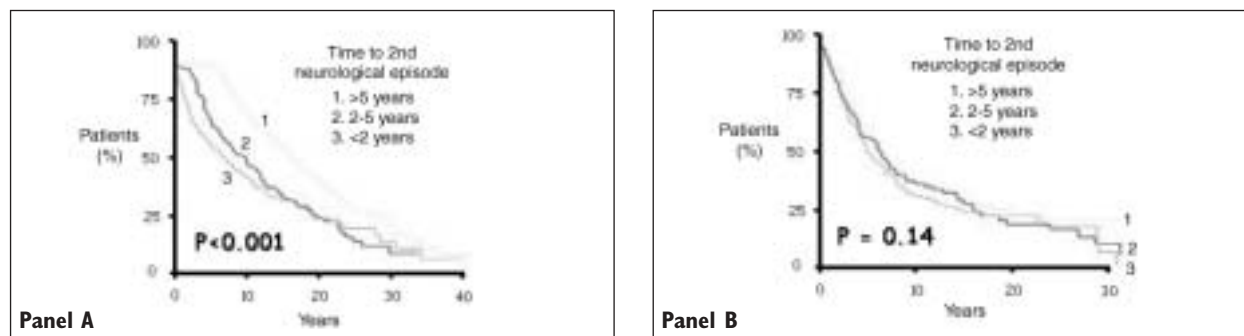 100
75
50
25
0
Patients
(%)
Time to 2nd
neurological episode
1. >5 years
2. 2-5 years
3. <2 years
1
2
3
P<0.001
0
10
20
30
40
Years
Panel A
100
75
50
25
0
Patients
(%)
Time to 2nd
neurological episode
1. >5 years
2. 2-5 years
3. <2 years
1
2
3
P = 0.14
0
10
20
30
Years
Panel B